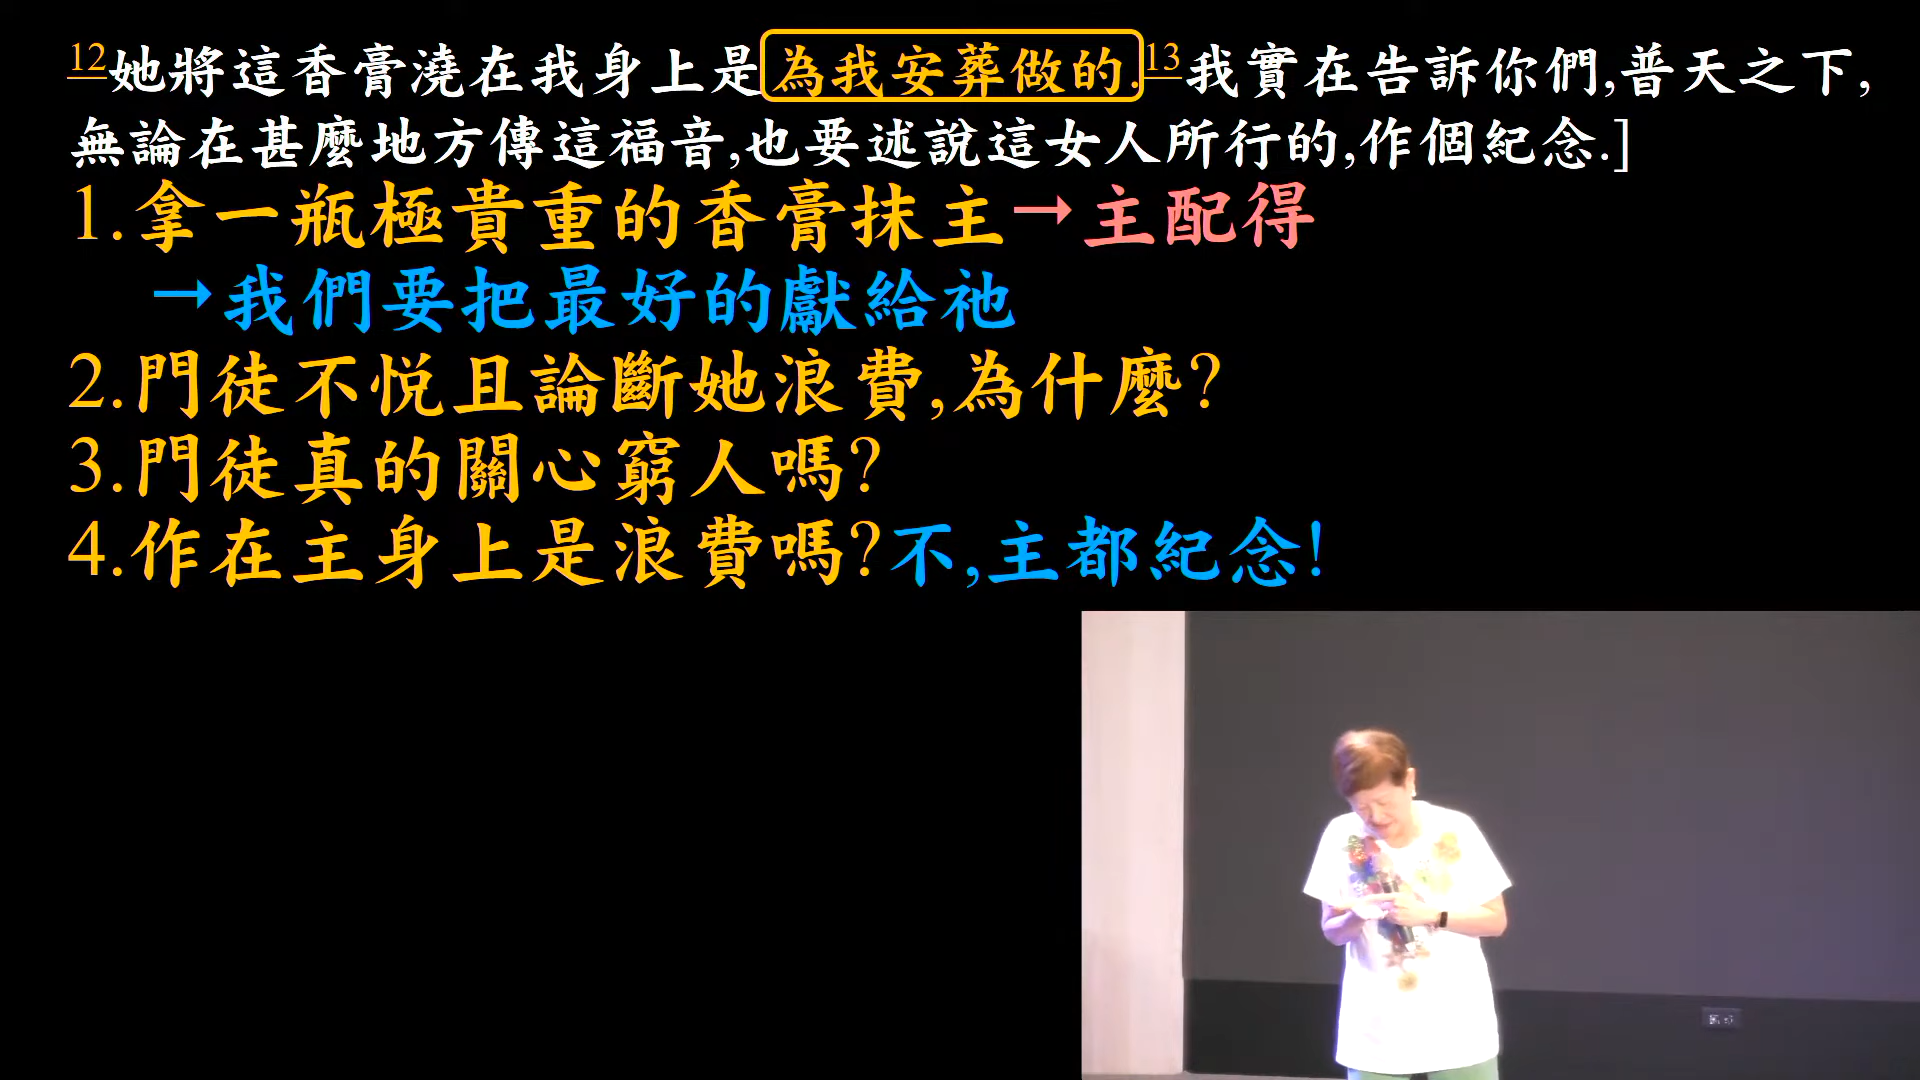 12她將這香膏澆在我身上是為我安葬做的.13我實在告訴你們,普天之下,
無論在甚麼地方傳這福音,也要述說這女人所行的,作個紀念.]
1.拿一瓶極貴重的香膏抹主→主配得
→我們要把最好的獻給祂
2.門徒不悅且論斷她浪費,為什麼?
3.門徒真的關心窮人嗎?
4.作在主身上是浪費嗎?不,主都紀念!